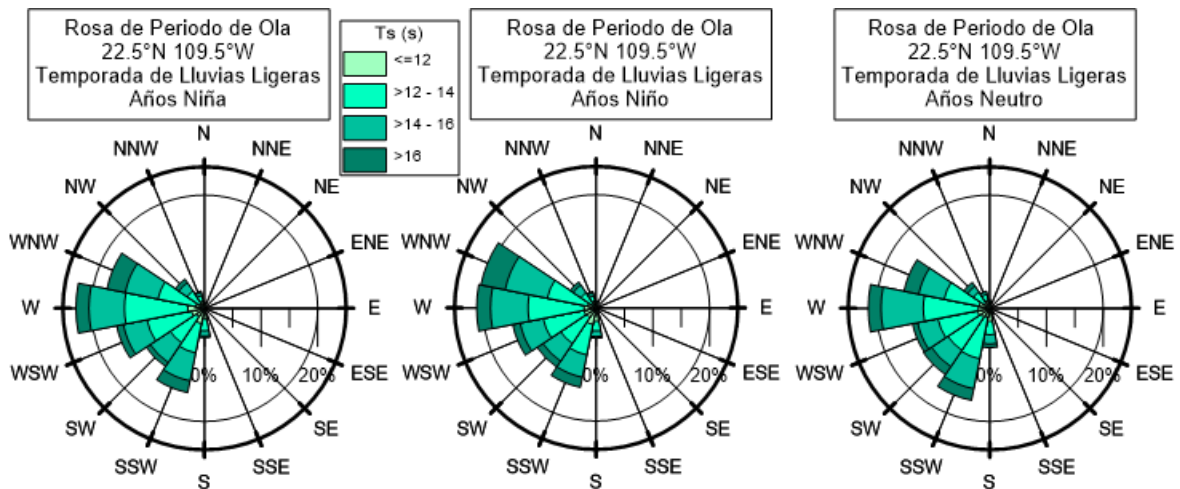 Rosa de Periodo de Ola
22.5°N 109.5°W
Temporada de Lluvias Ligeras
Años Niña
Ts (s)
<=12
>12 - 14
>14 - 16
>16
Rosa de Periodo de Ola
22.5°N 109.5°W
Temporada de Lluvias Ligeras
Años Niño
Rosa de Periodo de Ola
22.5°N 109.5°W
Temporada de Lluvias Ligeras
Años Neutro
N
NNE
NE
ENE
E
ESE
SE
SSE
S
SSW
SW
WSW
W
WNW
NW
NNW
0%
10%
20%
N
NNE
NE
ENE
E
ESE
SE
SSE
S
SSW
SW
WSW
W
WNW
NW
NNW
0%
10%
20%
N
NNE
NE
ENE
E
ESE
SE
SSE
S
SSW
SW
WSW
W
WNW
NW
NNW
0%
10%
20%